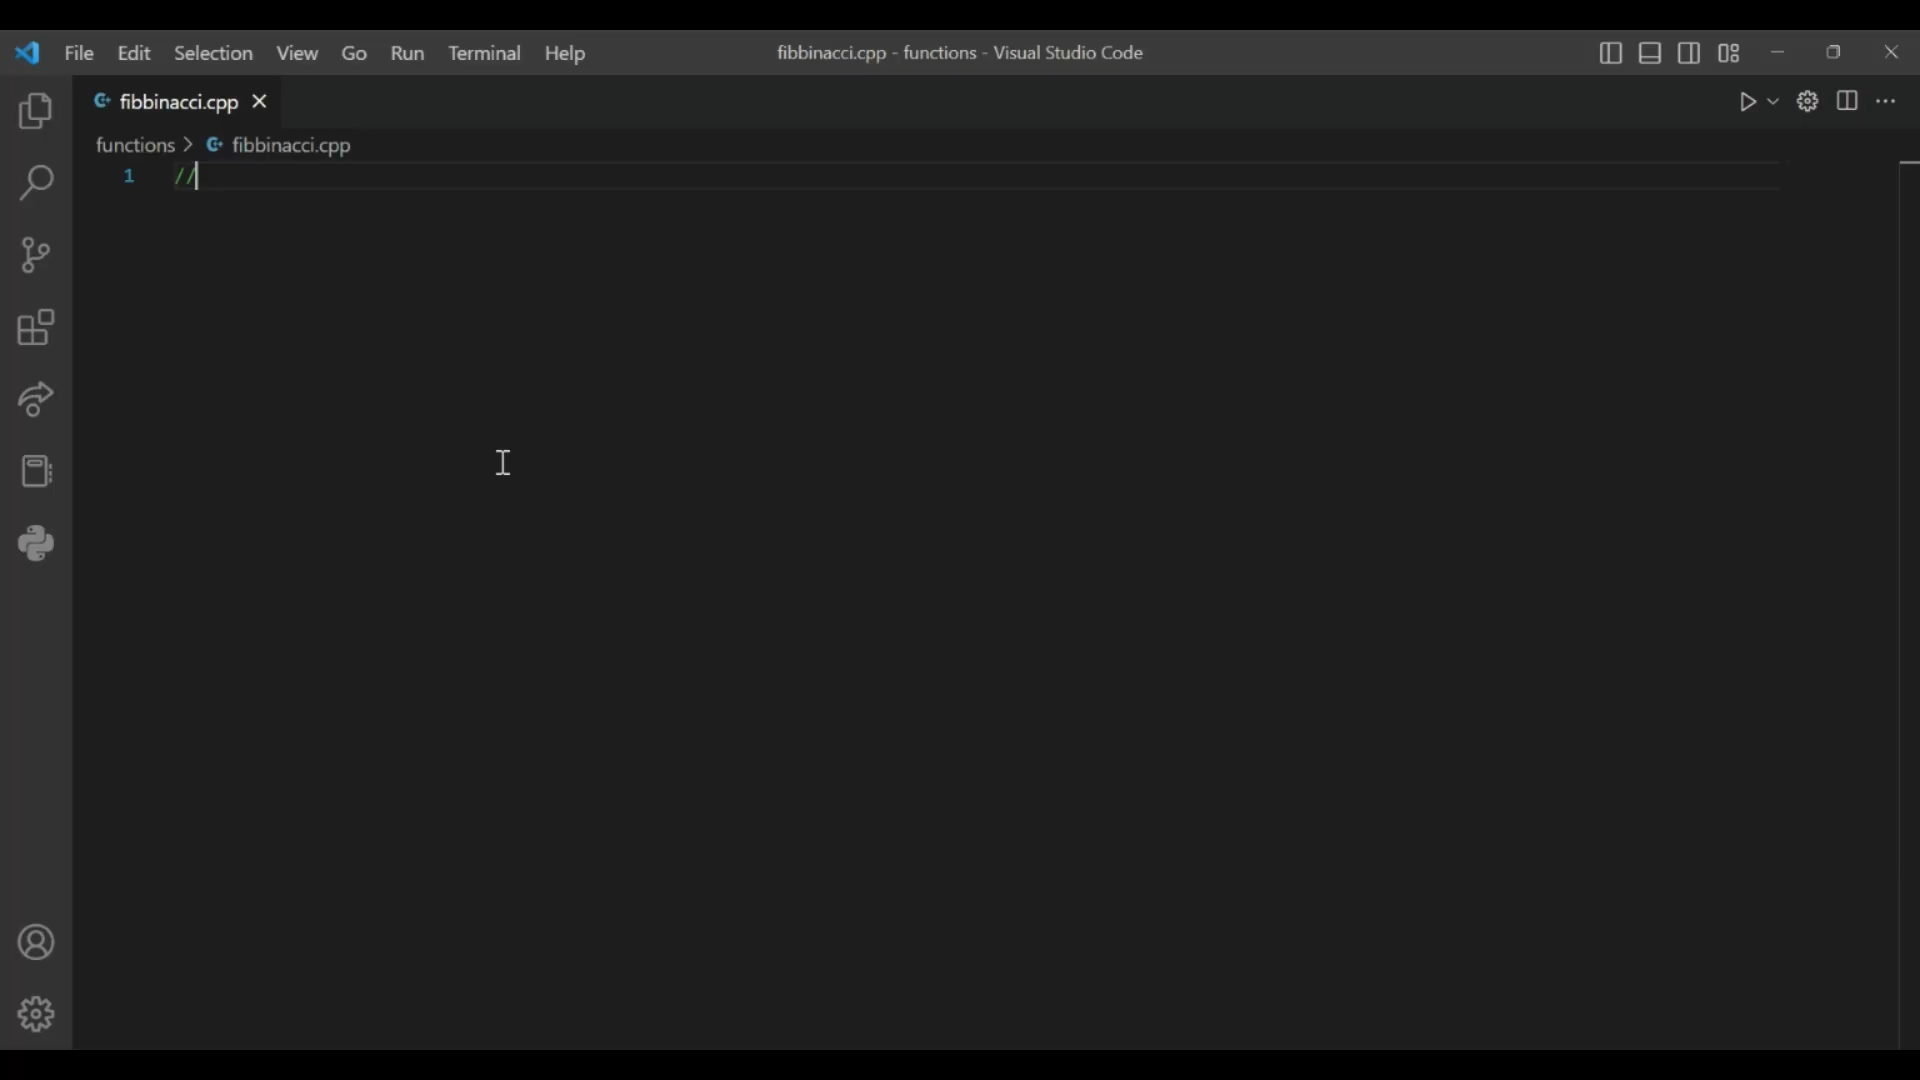 File Edit Selection View Go Run Terminal Help fibbinacci.cpp - functions - Visual Studio Code
fibbinacci.cpp
functions > fibbinacci.cpp
1 //